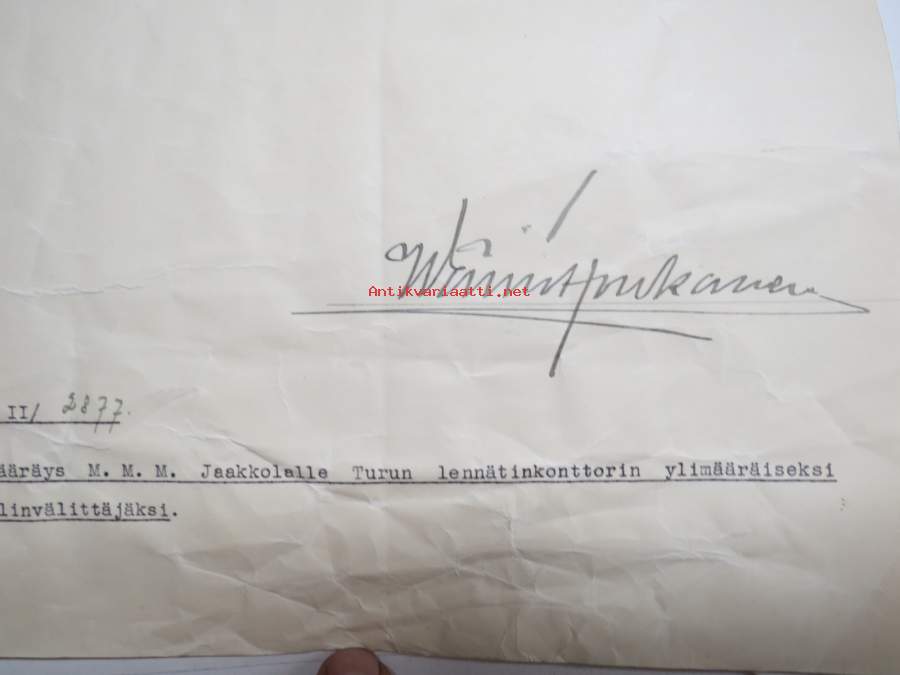 Antikvariaatti.net
II/ 2877.
ääräys M. M. M. Jaakkolalle Turun lennätinkonttorin ylimääräiseksi
linvälittäjäksi.